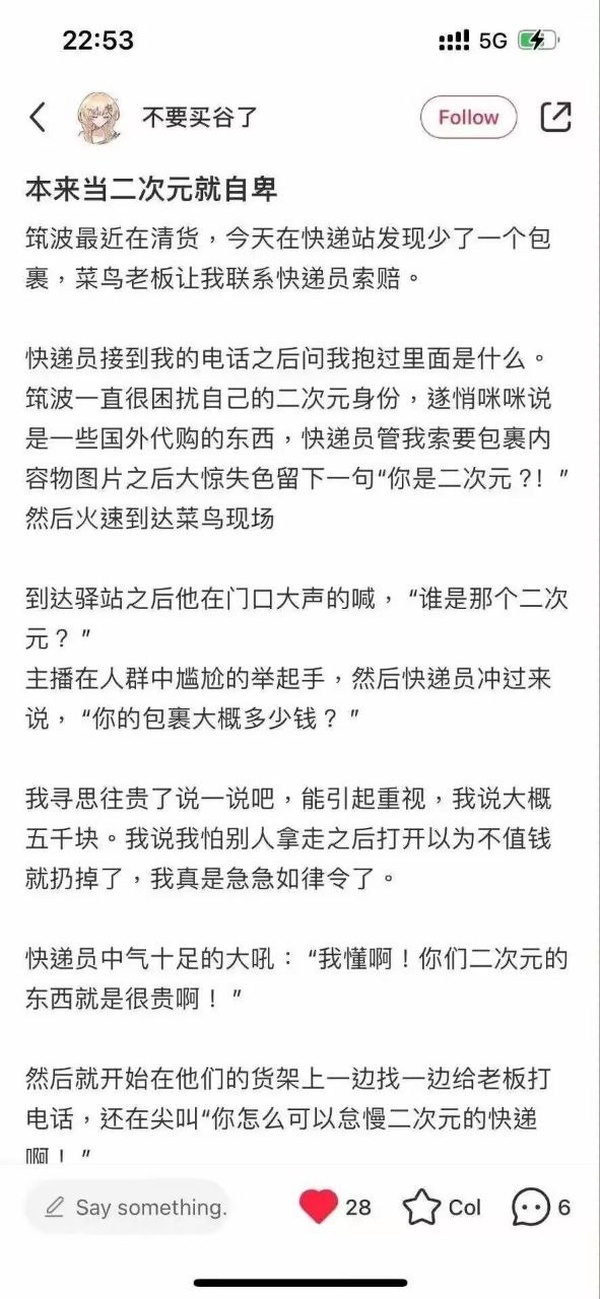 22:53
5G
不要买谷了
Follow
本来当二次元就自卑
筑波最近在清货，今天在快递站发现少了一个包
裹，菜鸟老板让我联系快递员索赔。
快递员接到我的电话之后问我抱过里面是什么。
筑波一直很困扰自己的二次元身份，遂悄咪咪说
是一些国外代购的东西，快递员管我索要包裹内
容物图片之后大惊失色留下一句“你是二次元？!  ”
然后火速到达菜鸟现场
到达驿站之后他在门口大声的喊， “谁是那个二次
元？ ”
主播在人群中尴尬的举起手，然后快递员冲过来
说， “你的包裹大概多少钱？ ”
我寻思往贵了说一说吧，能引起重视，我说大概
五千块。我说我怕别人拿走之后打开以为不值钱
就扔掉了，我真是急急如律令了。
快递员中气十足的大吼： “我懂啊！你们二次元的
东西就是很贵啊！ ”
然后就开始在他们的货架上一边找一边给老板打
电话，还在尖叫“你怎么可以怠慢二次元的快递
啊！ ”
Say something.
28
Col
6